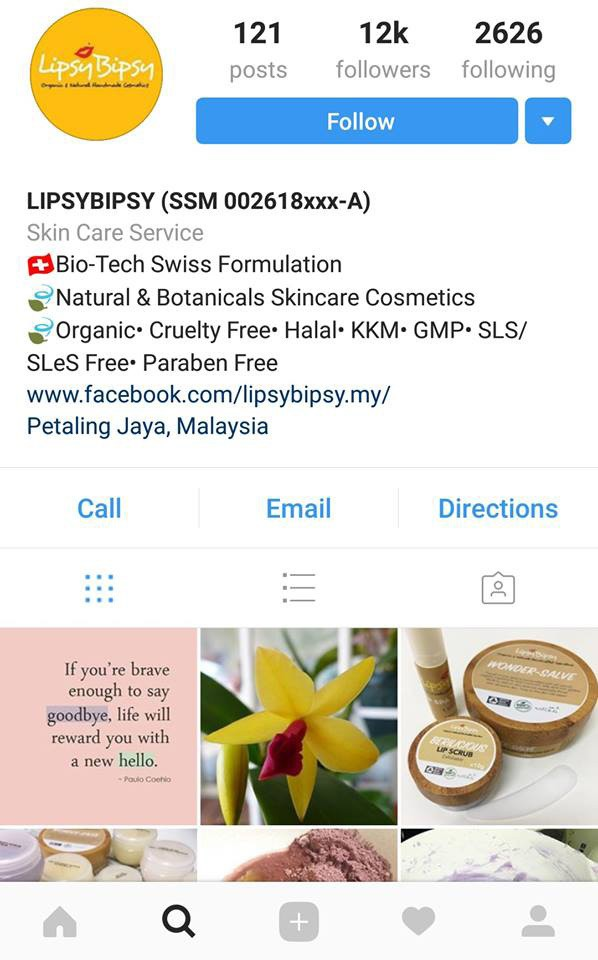 LipsyBipsy
Organic & Natural Handmade Cosmetics
121 12k 2626
posts followers following
Follow
LIPSYBIPSY (SSM 002618xxx-A)
Skin Care Service
🇨🇭Bio-Tech Swiss Formulation
🍃Natural & Botanicals Skincare Cosmetics
🍃Organic• Cruelty Free• Halal• KKM• GMP• SLS/
SLeS Free• Paraben Free
www.facebook.com/lipsybipsy.my/
Petaling Jaya, Malaysia
Call Email Directions
If you're brave
enough to say
goodbye, life will
reward you with
a new hello.
- Paulo Coehlo
LipsyBipsy
WONDER-SALVE
LipsyBipsy
BERILICIOUS
LIP SCRUB